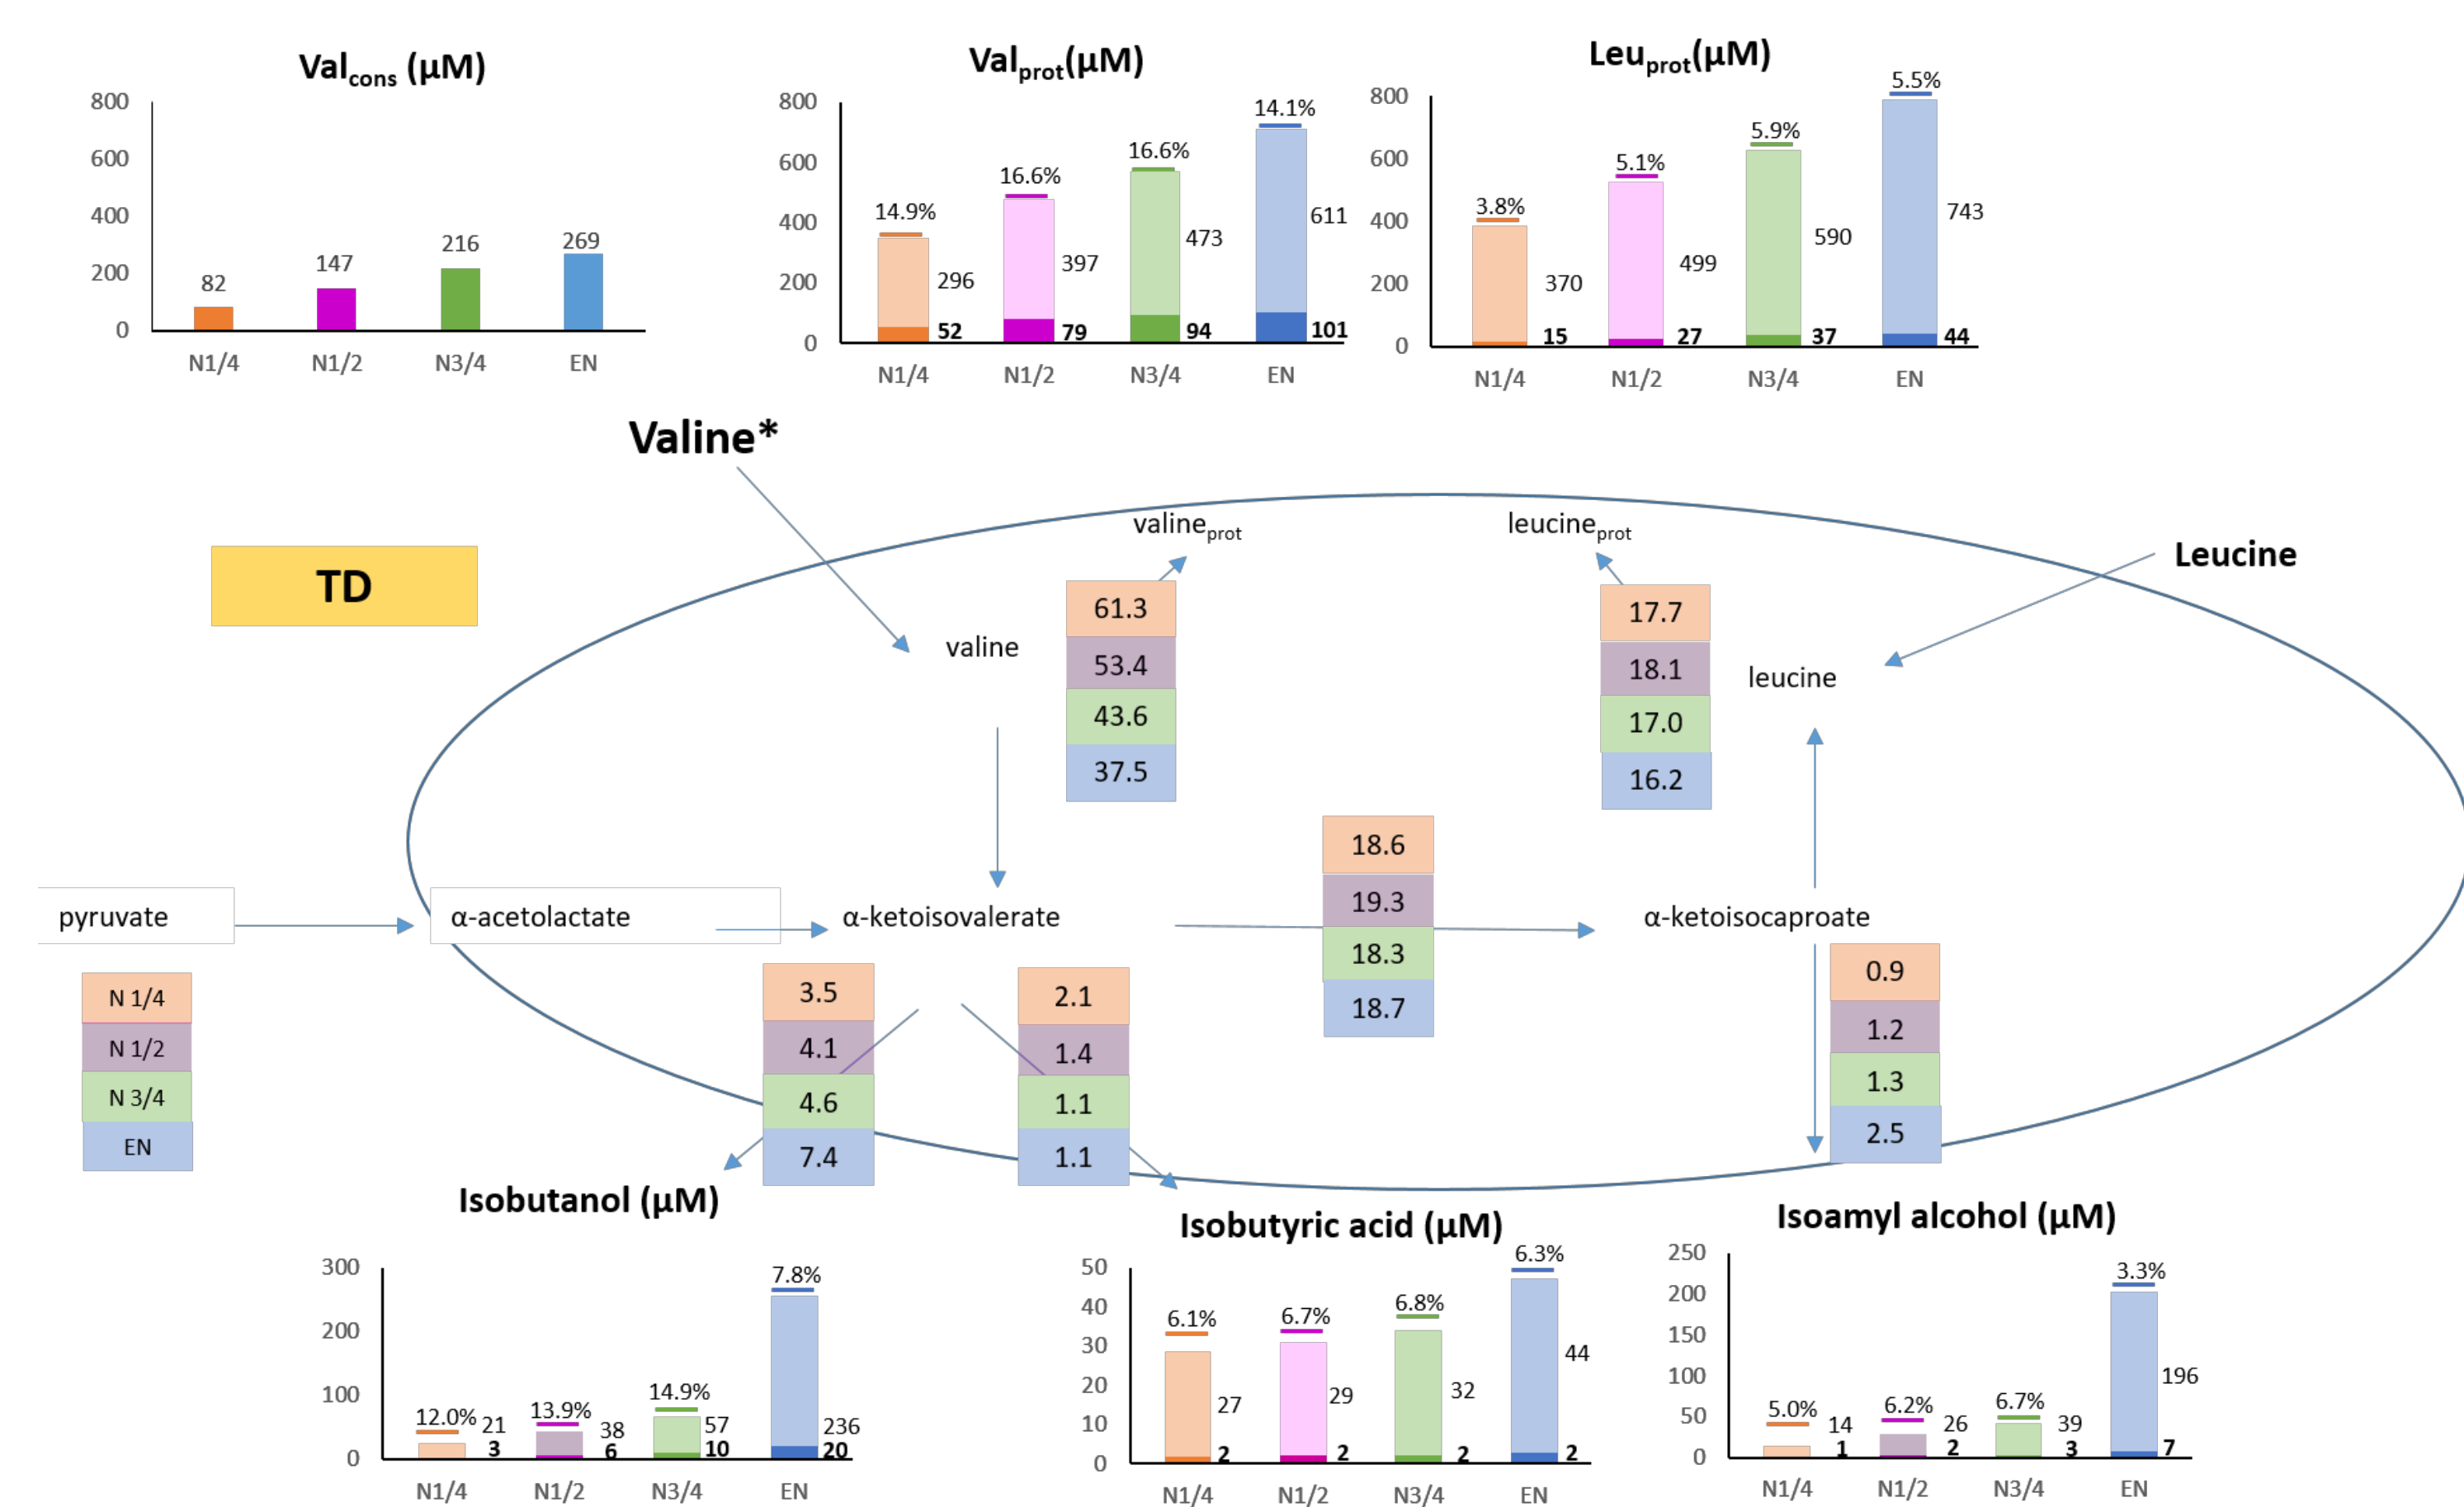 Valcons (µM)
800
600
400
200
0
82
147
216
269
N1/4
N1/2
N3/4
EN
Valprot(µM)
800
600
400
200
0
14.9%
16.6%
16.6%
14.1%
296
397
473
611
52
79
94
101
N1/4
N1/2
N3/4
EN
Leuprot(µM)
800
600
400
200
0
3.8%
5.1%
5.9%
5.5%
370
499
590
743
15
27
37
44
N1/4
N1/2
N3/4
EN
Valine*
TD
valineprot
leucineprot
Leucine
valine
61.3
53.4
43.6
37.5
17.7
18.1
17.0
16.2
leucine
pyruvate
α-acetolactate
α-ketoisovalerate
18.6
19.3
18.3
18.7
α-ketoisocaproate
N 1/4
N 1/2
N 3/4
EN
3.5
4.1
4.6
7.4
2.1
1.4
1.1
1.1
0.9
1.2
1.3
2.5
Isobutanol (µM)
300
200
100
0
12.0%
13.9%
14.9%
7.8%
21
38
57
236
3
6
10
20
N1/4
N1/2
N3/4
EN
Isobutyric acid (µM)
50
40
30
20
10
0
6.1%
6.7%
6.8%
6.3%
27
29
32
44
2
2
2
2
N1/4
N1/2
N3/4
EN
Isoamyl alcohol (µM)
250
200
150
100
50
0
5.0%
6.2%
6.7%
3.3%
14
26
39
196
1
2
3
7
N1/4
N1/2
N3/4
EN